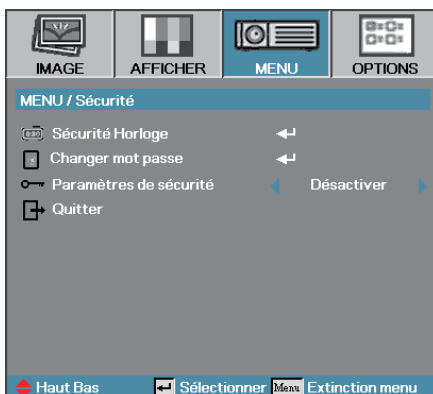 IMAGE AFFICHER MENU OPTIONS
MENU / Sécurité
Sécurité Horloge
Changer mot passe
Paramètres de sécurité Désactiver
Quitter
Haut Bas Sélectionner Menu Extinction menu